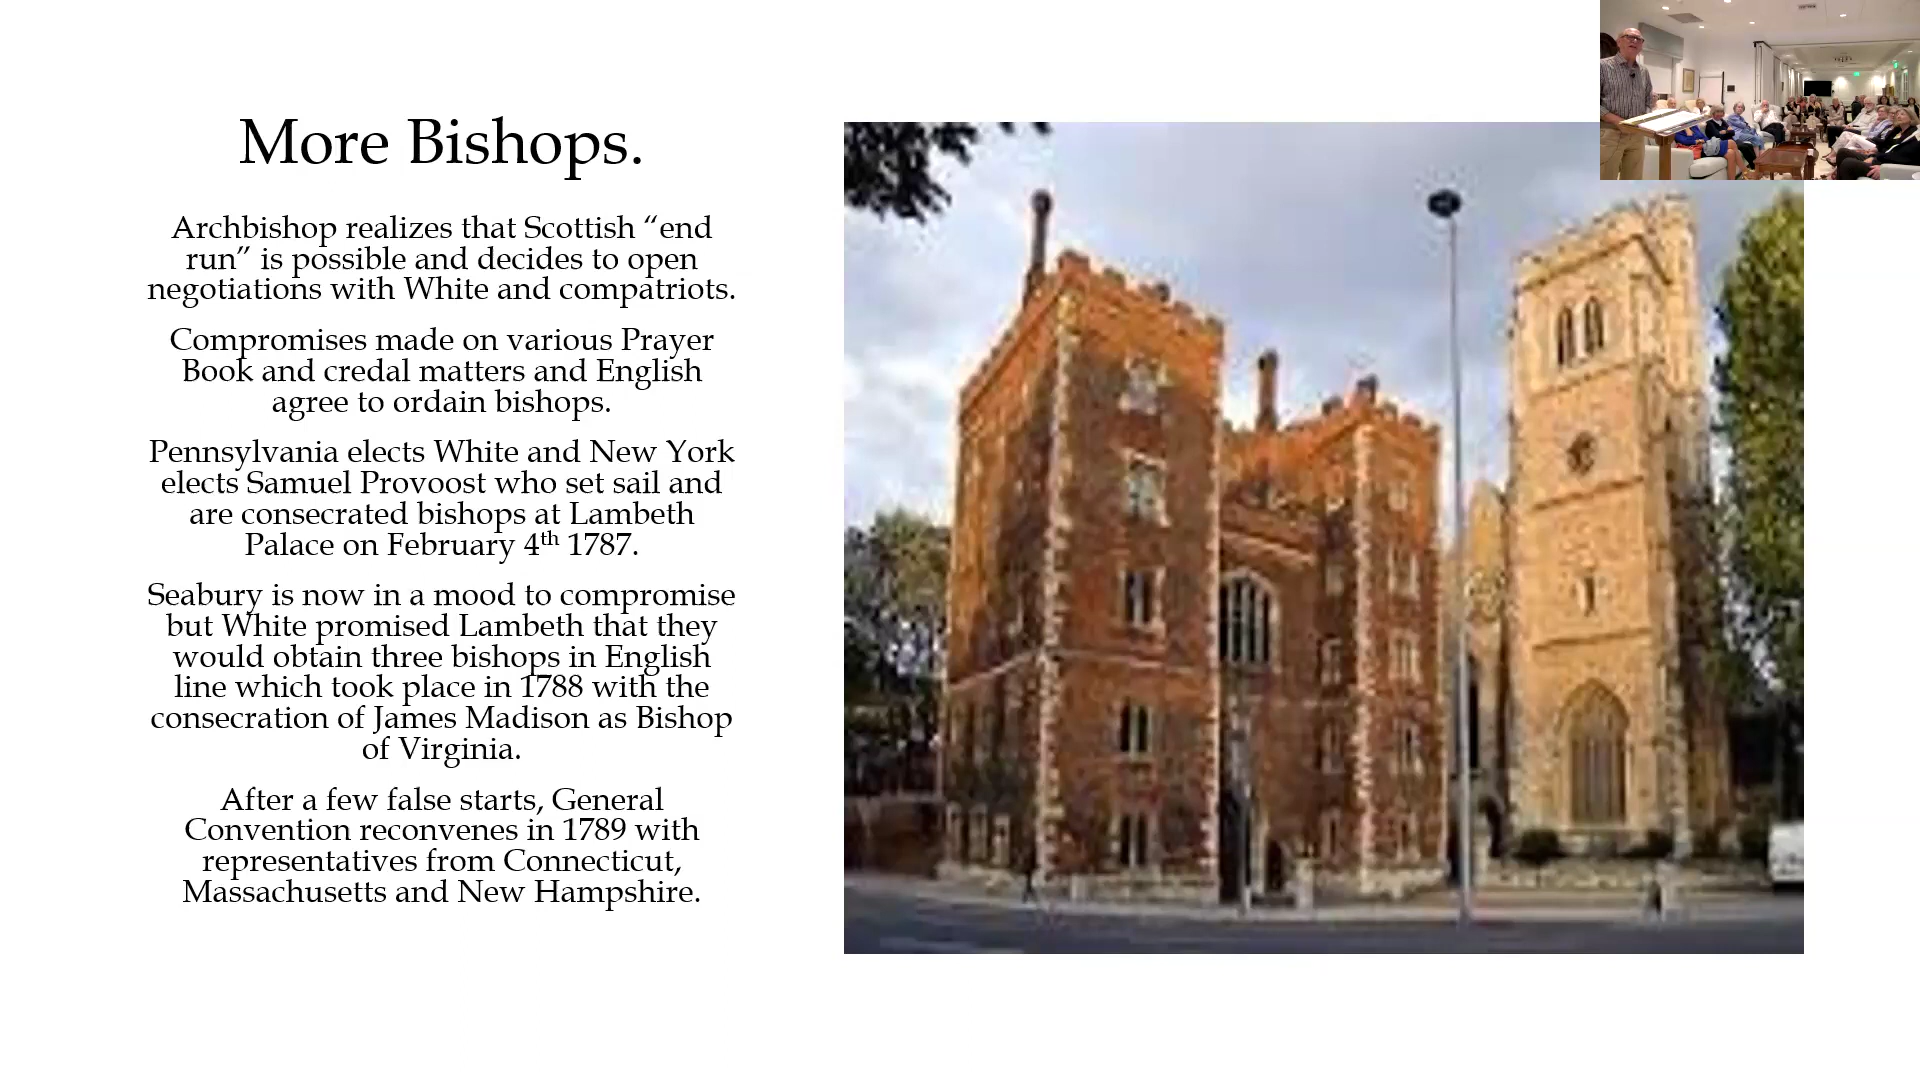 More Bishops.
Archbishop realizes that Scottish “end
run” is possible and decides to open
negotiations with White and compatriots.
Compromises made on various Prayer
Book and credal matters and English
agree to ordain bishops.
Pennsylvania elects White and New York
elects Samuel Provoost who set sail and
are consecrated bishops at Lambeth
Palace on February 4th 1787.
Seabury is now in a mood to compromise
but White promised Lambeth that they
would obtain three bishops in English
line which took place in 1788 with the
consecration of James Madison as Bishop
of Virginia.
After a few false starts, General
Convention reconvenes in 1789 with
representatives from Connecticut,
Massachusetts and New Hampshire.